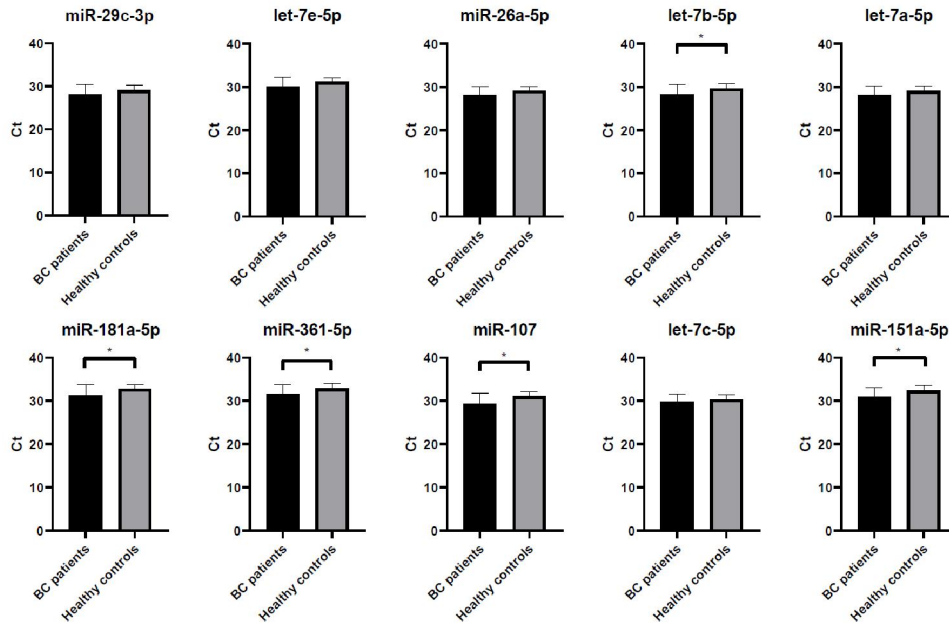 miR-29c-3p let-7e-5p miR-26a-5p let-7b-5p let-7a-5p
40 40 40 40 40
* 
30 30 30 30 30
Ct Ct Ct Ct Ct
20 20 20 20 20
10 10 10 10 10
0 0 0 0 0
BC patients Healthy controls BC patients Healthy controls BC patients Healthy controls BC patients Healthy controls BC patients Healthy controls
miR-181a-5p miR-361-5p miR-107 let-7c-5p miR-151a-5p
40 40 40 40 40
* * * *
30 30 30 30 30
Ct Ct Ct Ct Ct
20 20 20 20 20
10 10 10 10 10
0 0 0 0 0
BC patients Healthy controls BC patients Healthy controls BC patients Healthy controls BC patients Healthy controls BC patients Healthy controls